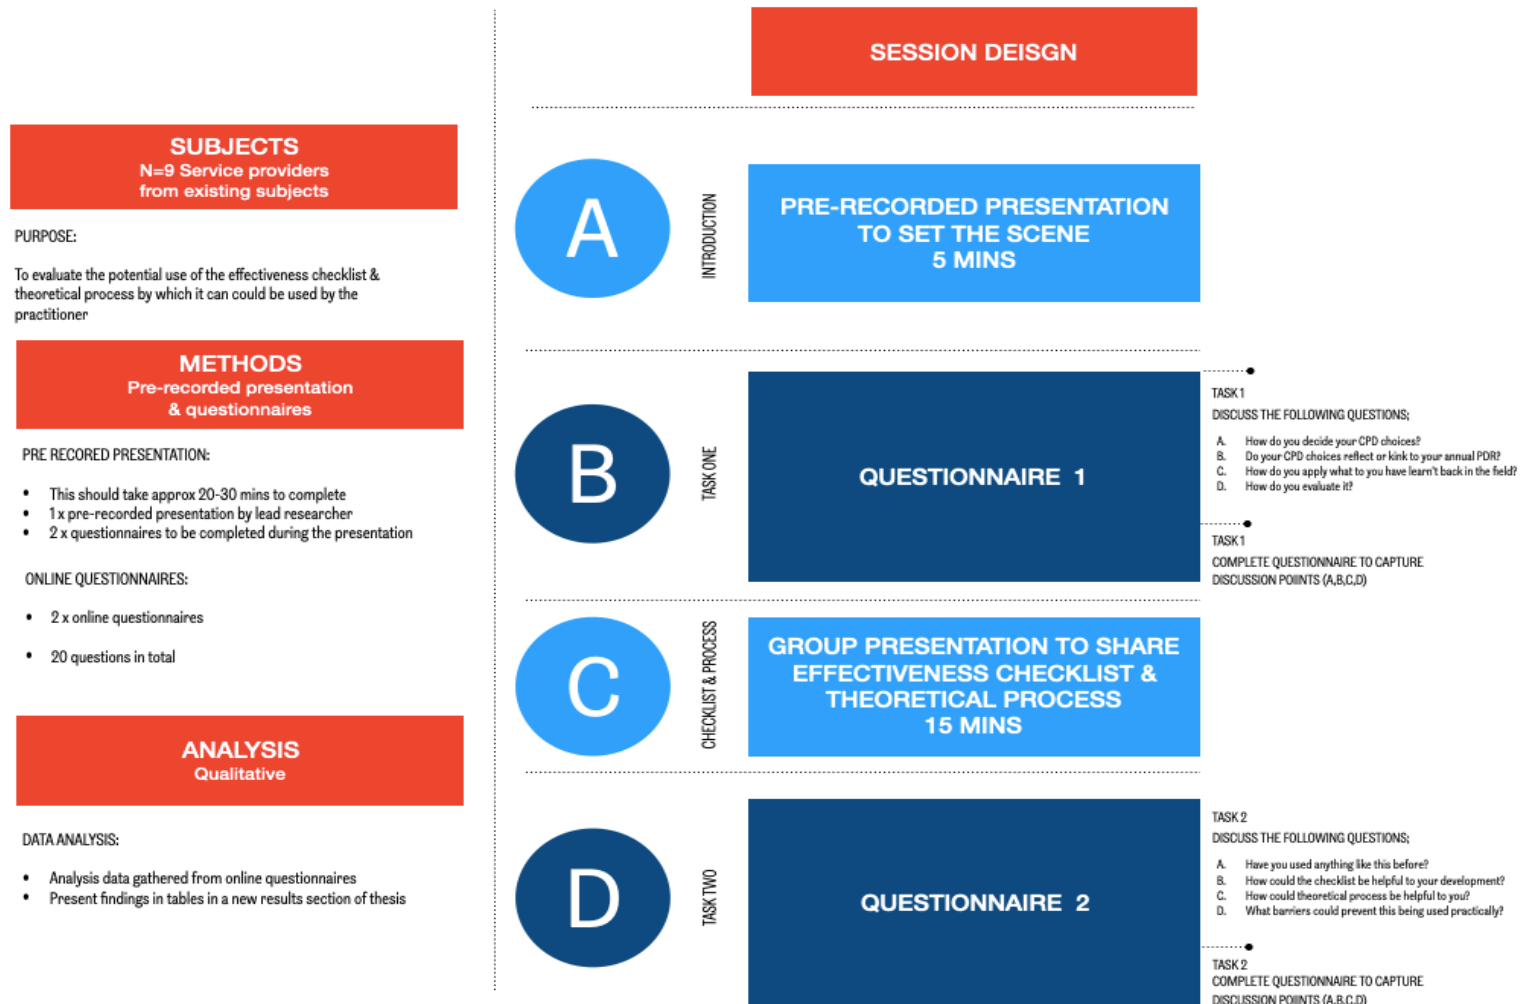 SESSION DEISGN
SUBJECTS
N=9 Service providers
from existing subjects
PURPOSE:
To evaluate the potential use of the effectiveness checklist &
theoretical process by which it can could be used by the
practitioner
METHODS
Pre-recorded presentation
& questionnaires
PRE RECORED PRESENTATION:
• This should take approx 20-30 mins to complete
• 1 x pre-recorded presentation by lead researcher
• 2 x questionnaires to be completed during the presentation
ONLINE QUESTIONNAIRES:
• 2 x online questionnaires
• 20 questions in total
ANALYSIS
Qualitative
DATA ANALYSIS:
• Analysis data gathered from online questionnaires
• Present findings in tables in a new results section of thesis
A
INTRODUCTION
PRE-RECORDED PRESENTATION
TO SET THE SCENE
5 MINS
B
TASK ONE
QUESTIONNAIRE 1
TASK 1
DISCUSS THE FOLLOWING QUESTIONS;
A. How do you decide your CPD choices?
B. Do your CPD choices reflect or kink to your annual PDR?
C. How do you apply what to you have learn't back in the field?
D. How do you evaluate it?
TASK 1
COMPLETE QUESTIONNAIRE TO CAPTURE
DISCUSSION POIINTS (A,B,C,D)
C
CHECKLIST & PROCESS
GROUP PRESENTATION TO SHARE
EFFECTIVENESS CHECKLIST &
THEORETICAL PROCESS
15 MINS
D
TASK TWO
QUESTIONNAIRE 2
TASK 2
DISCUSS THE FOLLOWING QUESTIONS;
A. Have you used anything like this before?
B. How could the checklist be helpful to your development?
C. How could theoretical process be helpful to you?
D. What barriers could prevent this being used practically?
TASK 2
COMPLETE QUESTIONNAIRE TO CAPTURE
DISCUSSION POIINTS (A,B,C,D)